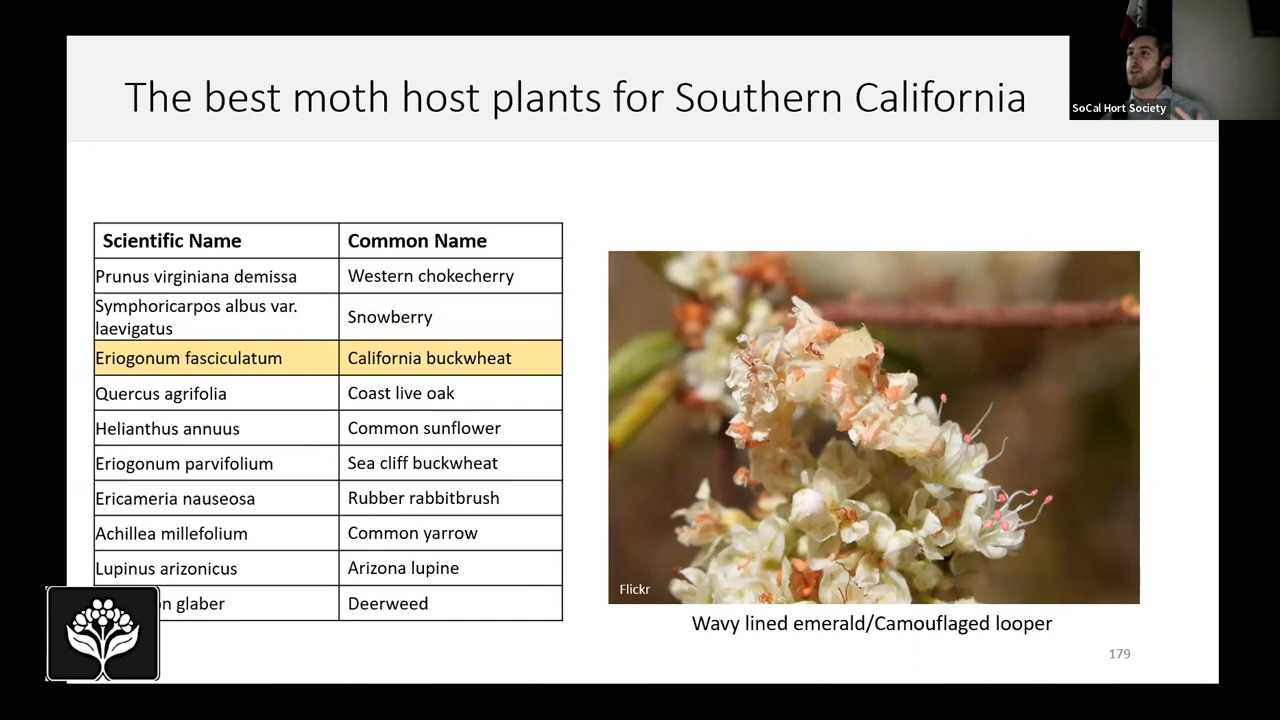 The best moth host plants for Southern California
SoCal Hort Society
Scientific Name Common Name
Prunus virginiana demissa Western chokecherry
Symphoricarpos albus var.
laevigatus Snowberry
Eriogonum fasciculatum California buckwheat
Quercus agrifolia Coast live oak
Helianthus annuus Common sunflower
Eriogonum parvifolium Sea cliff buckwheat
Ericameria nauseosa Rubber rabbitbrush
Achillea millefolium Common yarrow
Lupinus arizonicus Arizona lupine
glaber Deerweed
Flickr
Wavy lined emerald/Camouflaged looper
179